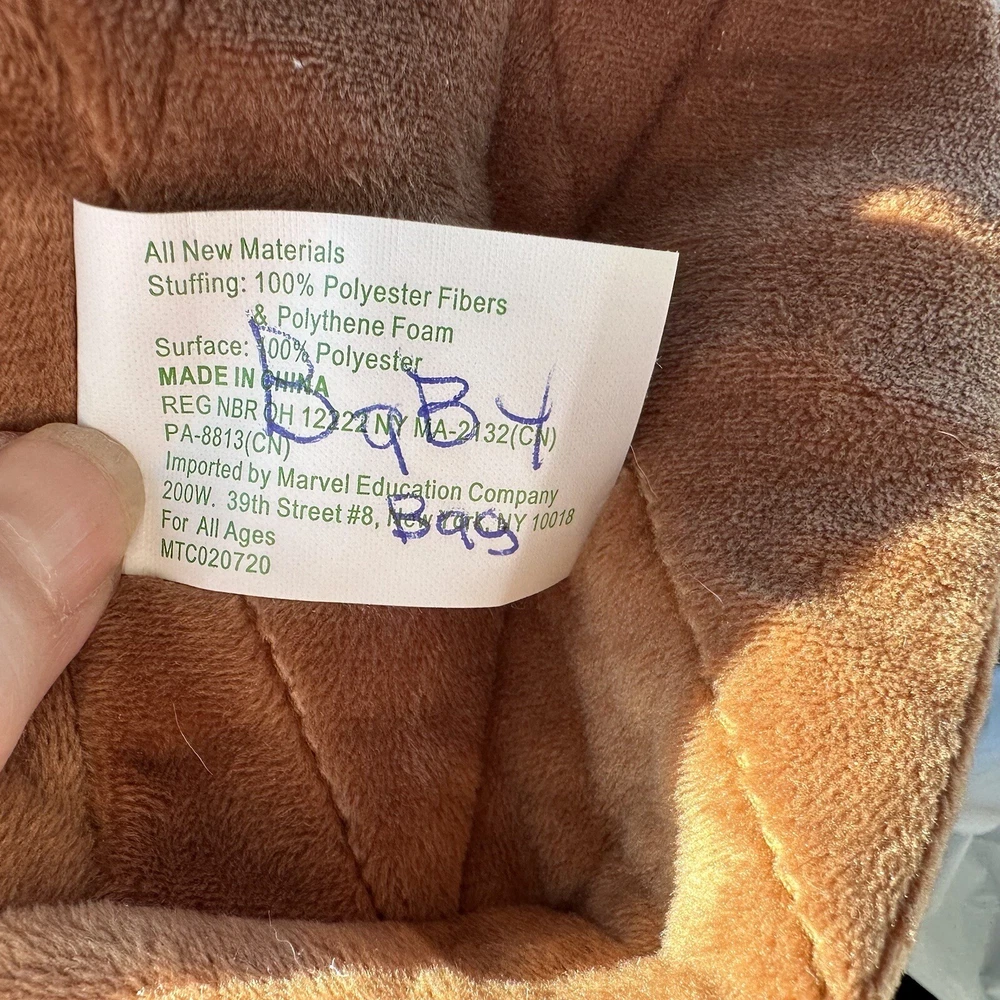 All New Materials
Stuffing: 100% Polyester Fibers
& Polythene Foam
Surface: 100% Polyester
MADE IN CHINA
REG NBR OH 12222 NY MA-2132(CN)
PA-8813(CN)
Imported by Marvel Education Company
200W. 39th Street #8, New York, NY 10018
For All Ages
MTC020720
BaBy
Bag